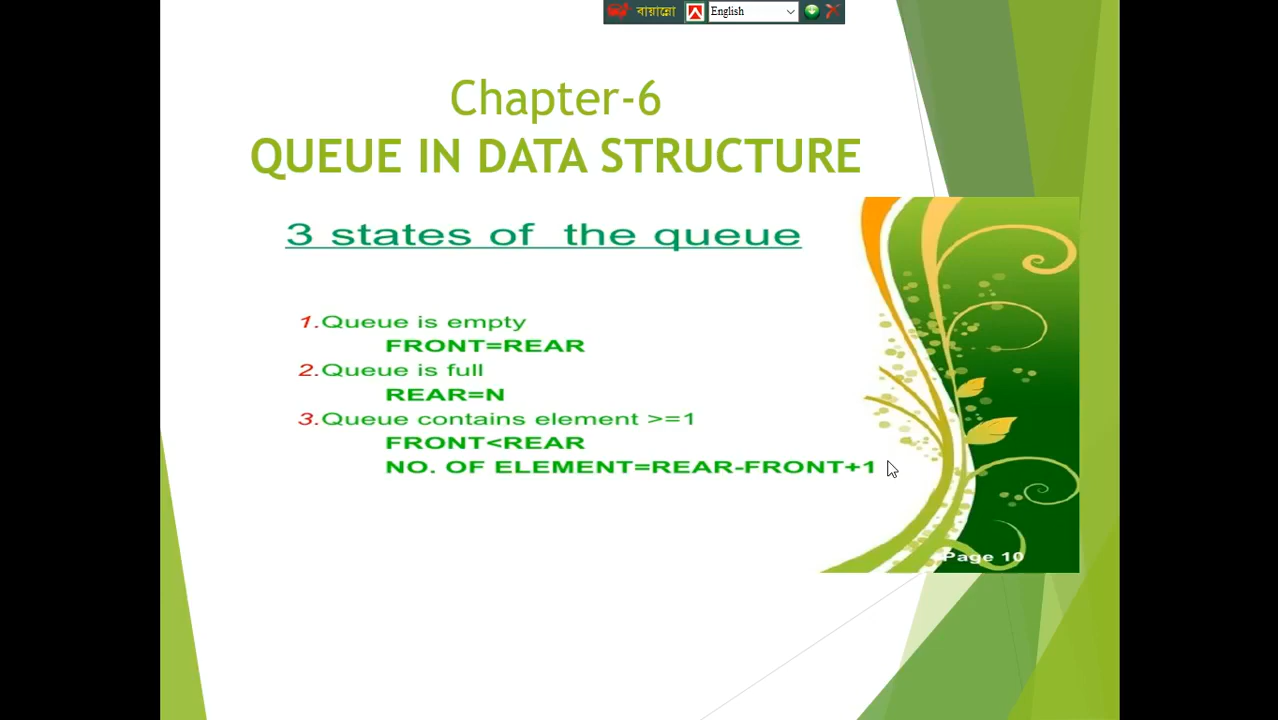 বায়ান্নো English
Chapter-6
QUEUE IN DATA STRUCTURE
3 states of the queue
1.Queue is empty
FRONT=REAR
2.Queue is full
REAR=N
3.Queue contains element >=1
FRONT<REAR
NO. OF ELEMENT=REAR-FRONT+1
Page 10